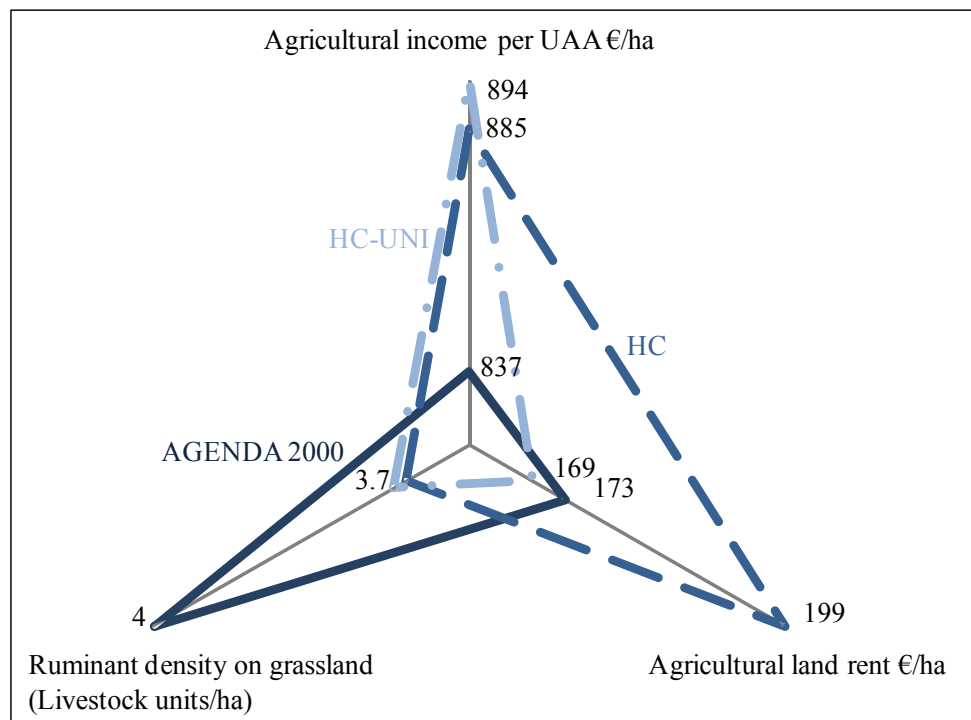 Agricultural income per UAA €/ha
894
885
HC-UNI
HC
837
AGENDA 2000
3.7
169
173
4
199
Ruminant density on grassland
(Livestock units/ha)
Agricultural land rent €/ha